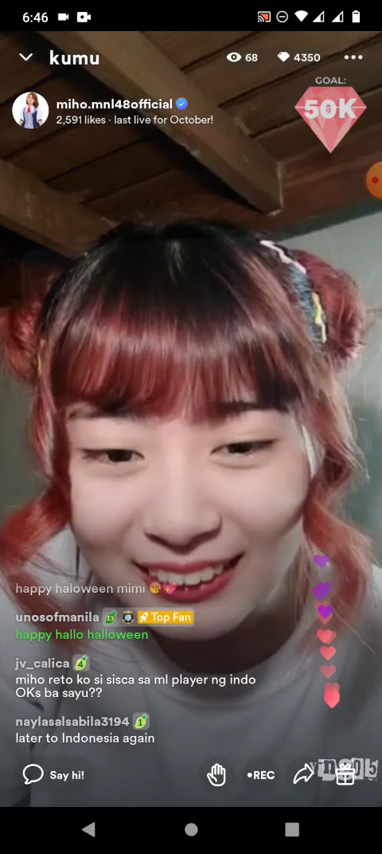 6:46
kumu
68
4350
GOAL:
50K
miho.mnl48official
2,591 likes · last live for October!
happy haloween mimi
unosofmanila Top Fan
happy hallo halloween
jv_calica 4
miho reto ko si sisca sa ml player ng indo
OKs ba sayu??
naylasalsabila3194 1
later to Indonesia again
Say hi!
•REC